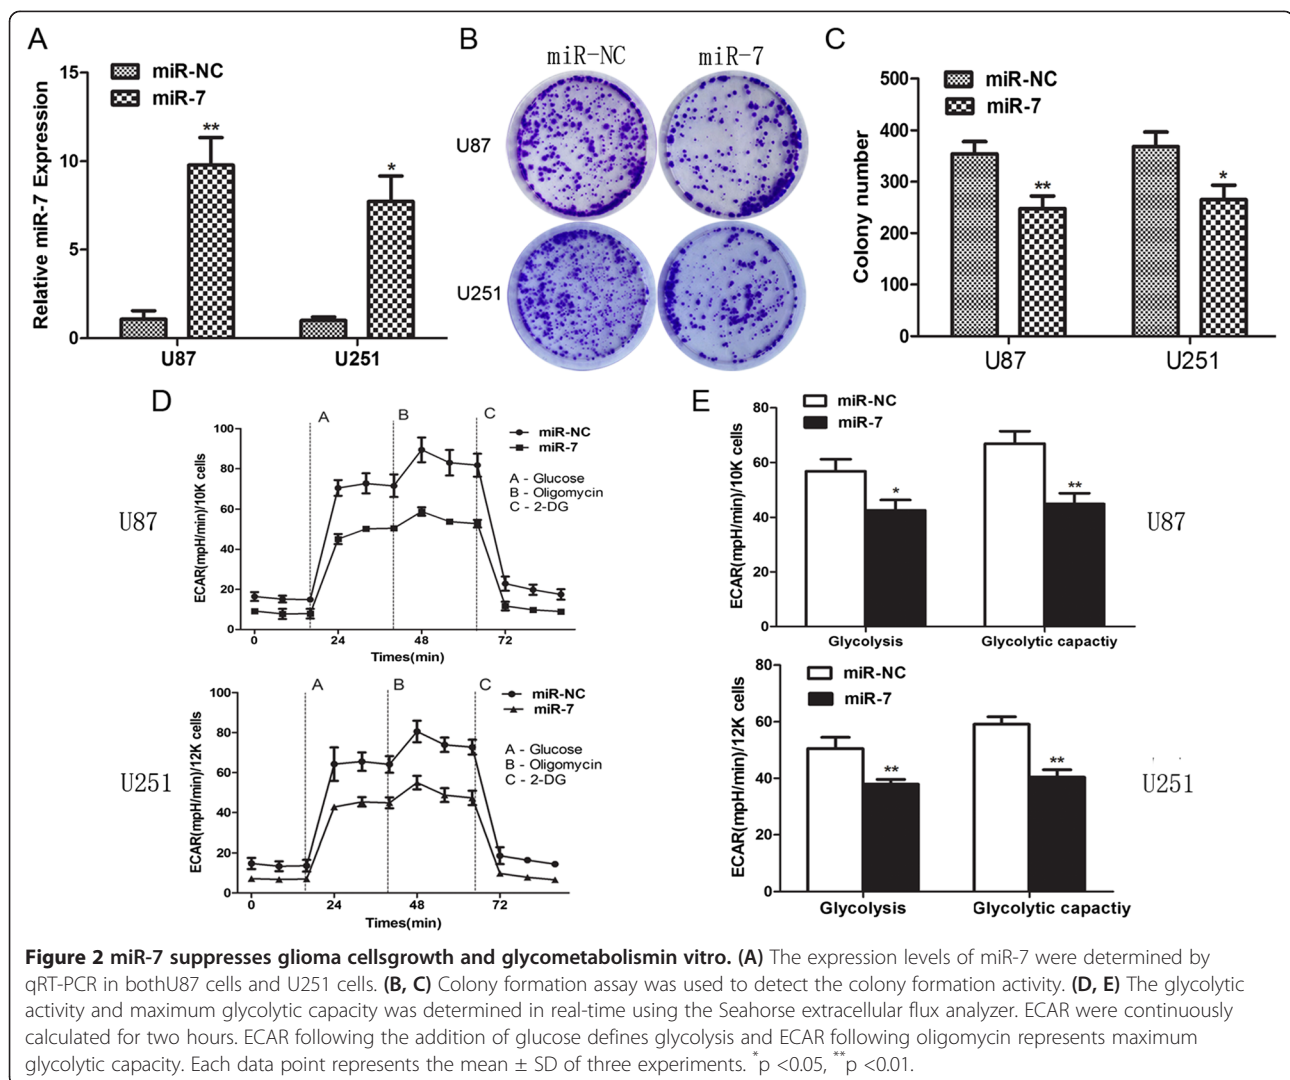 A
15
10
5
0
Relative miR-7 Expression
miR-NC
miR-7
**
*
U87
U251
B
miR-NC
miR-7
U87
U251
C
500
400
300
200
100
0
Colony number
miR-NC
miR-7
**
*
U87
U251
D
U87
A
B
C
100
80
60
40
20
0
ECAR(mpH/min)/10K cells
miR-NC
miR-7
A - Glucose
B - Oligomycin
C - 2-DG
0
24
48
72
Times(min)
U251
A
B
C
100
80
60
40
20
0
ECAR(mpH/min)/12K cells
miR-NC
miR-7
A - Glucose
B - Oligomycin
C - 2-DG
0
24
48
72
Times(min)
E
80
60
40
20
0
ECAR(mpH/min)/10K cells
miR-NC
miR-7
*
**
Glycolysis
Glycolytic capactiy
U87
60
40
20
0
80
ECAR(mpH/min)/12K cells
miR-NC
miR-7
**
**
Glycolysis
Glycolytic capactiy
U251
Figure 2 miR-7 suppresses glioma cellsgrowth and glycometabolismin vitro. (A) The expression levels of miR-7 were determined by
qRT-PCR in bothU87 cells and U251 cells. (B, C) Colony formation assay was used to detect the colony formation activity. (D, E) The glycolytic
activity and maximum glycolytic capacity was determined in real-time using the Seahorse extracellular flux analyzer. ECAR were continuously
calculated for two hours. ECAR following the addition of glucose defines glycolysis and ECAR following oligomycin represents maximum
glycolytic capacity. Each data point represents the mean ± SD of three experiments. *p <0.05, **p <0.01.